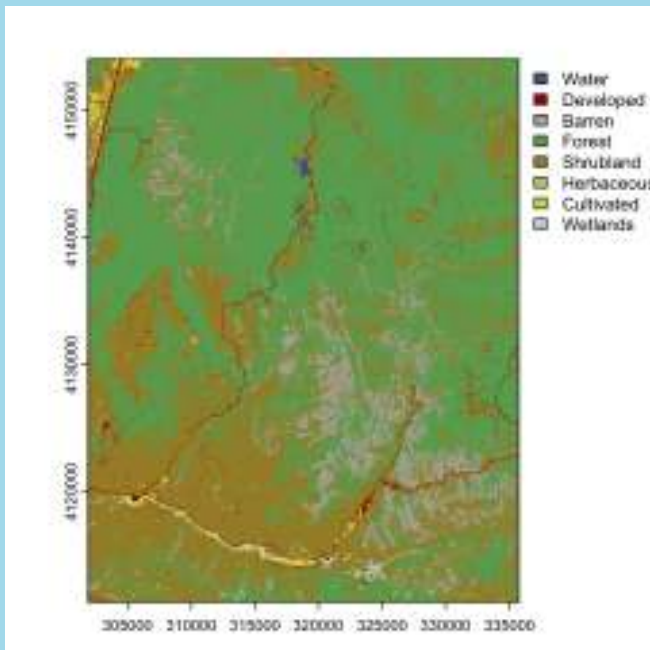 Water
Developed
Barren
Forest
Shrubland
Herbaceous
Cultivated
Wetlands
4150000
4140000
4130000
4120000
305000 310000 315000 320000 325000 330000 335000